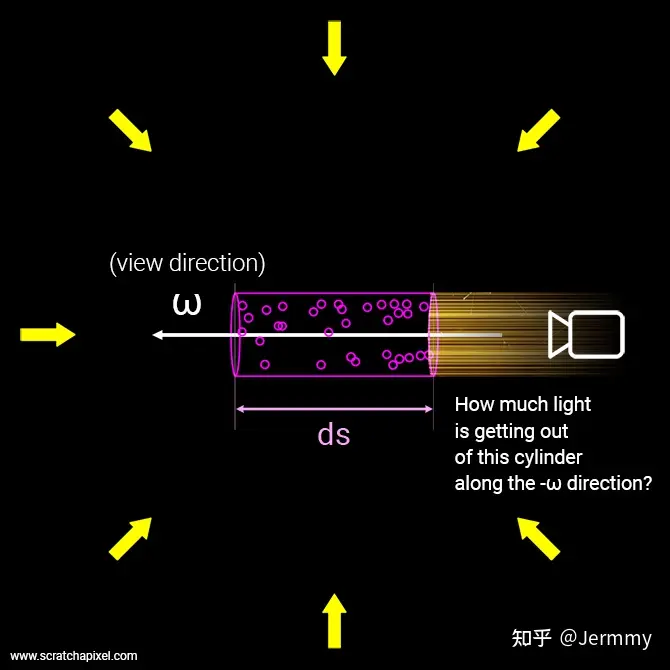 (view direction)
ω
ds
How much light
is getting out
of this cylinder
along the -ω direction?
www.scratchapixel.com
知乎 @Jermmy